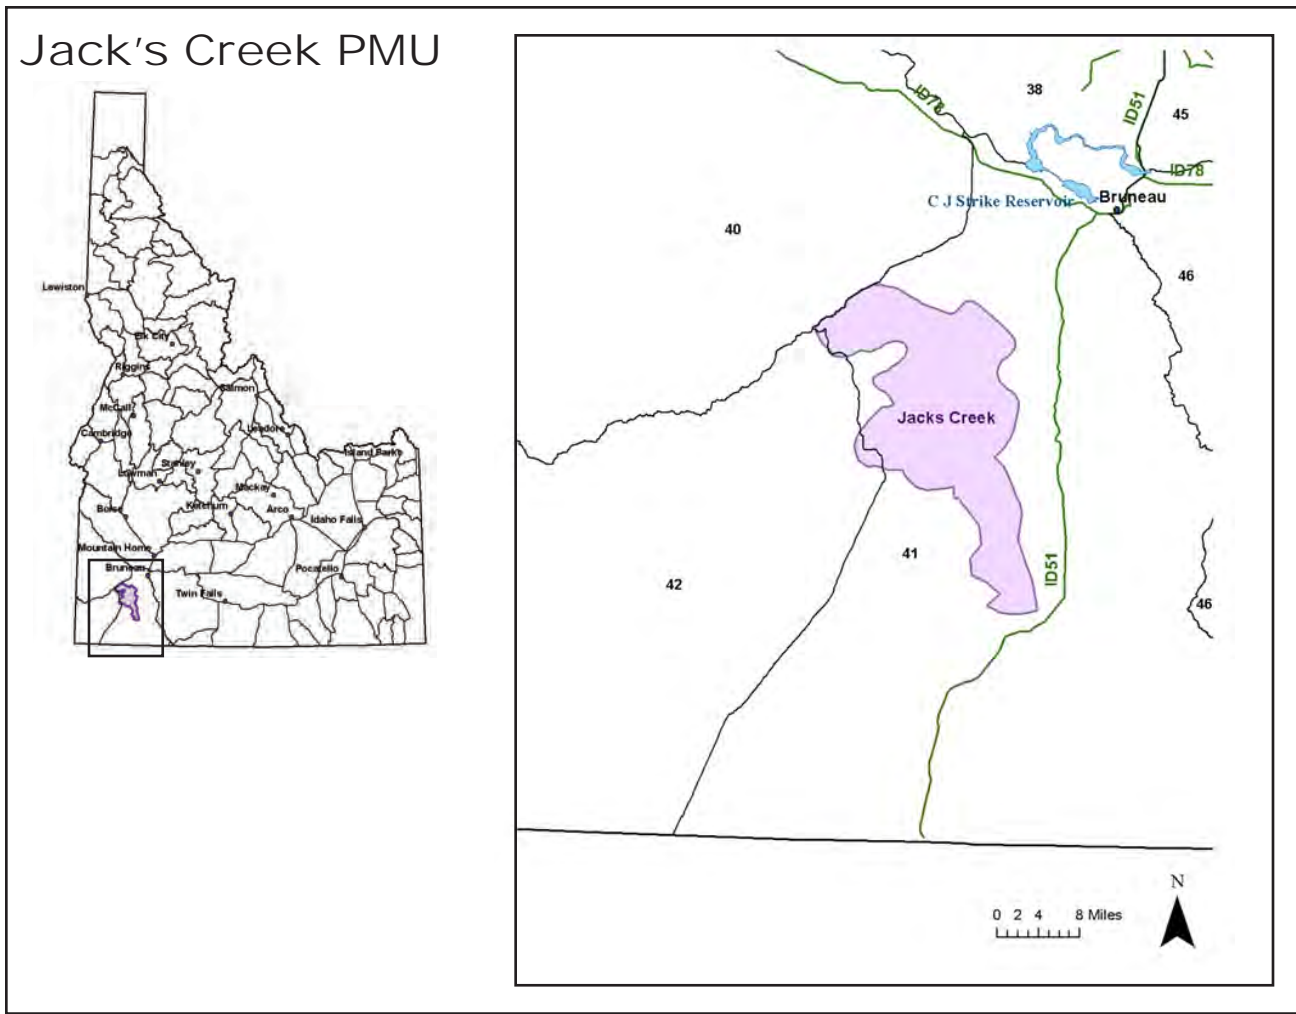 Jack's Creek PMU
Lewiston
Elk City
Riggins
Salmon
McCall
Cambridge
Leadore
Island Park
Stanley
Lowman
Mackay
Ketchum
Boise
Arco
Idaho Falls
Mountain Home
Bruneau
Pocatello
Twin Falls
ID78
38
ID51
45
ID78
C J Strike Reservoir
Bruneau
40
46
Jacks Creek
41
42
ID51
46
N
0 2 4 8 Miles